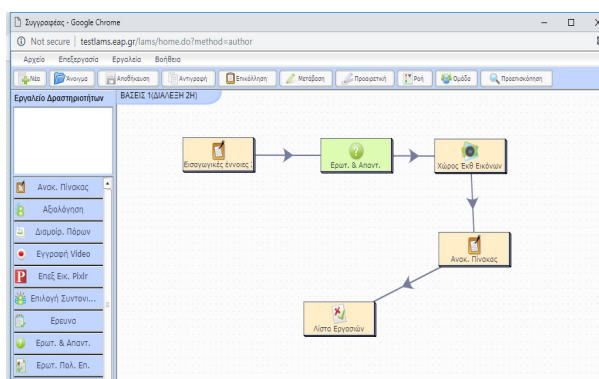 Συγγραφέας - Google Chrome
Not secure | testlams.eap.gr/lams/home.do?method=author
Αρχείο Επεξεργασία Εργαλεία Βοήθεια
Νέο Άνοιγμα Αποθήκευση Αντιγραφή Επικόλληση Μετάβαση Προαιρετική Ροή Ομάδα Προεπισκόπηση
Εργαλείο Δραστηριοτήτων
ΒΑΣΕΙΣ 1(ΔΙΑΛΕΞΗ 2Η)
Εισαγωγικές έννοιες
Ερωτ. & Απαντ.
Χώρος Έκθ Εικόνων
Ανακ. Πίνακας
Λίστα Εργασιών
Ανακ. Πίνακας
Αξιολόγηση
Διαμοίρ. Πόρων
Εγγραφή Video
Επεξ Εικ. Pixlr
Επιλογή Συντονι...
Έρευνα
Ερωτ. & Απαντ.
Ερωτ. Πολ. Επ.